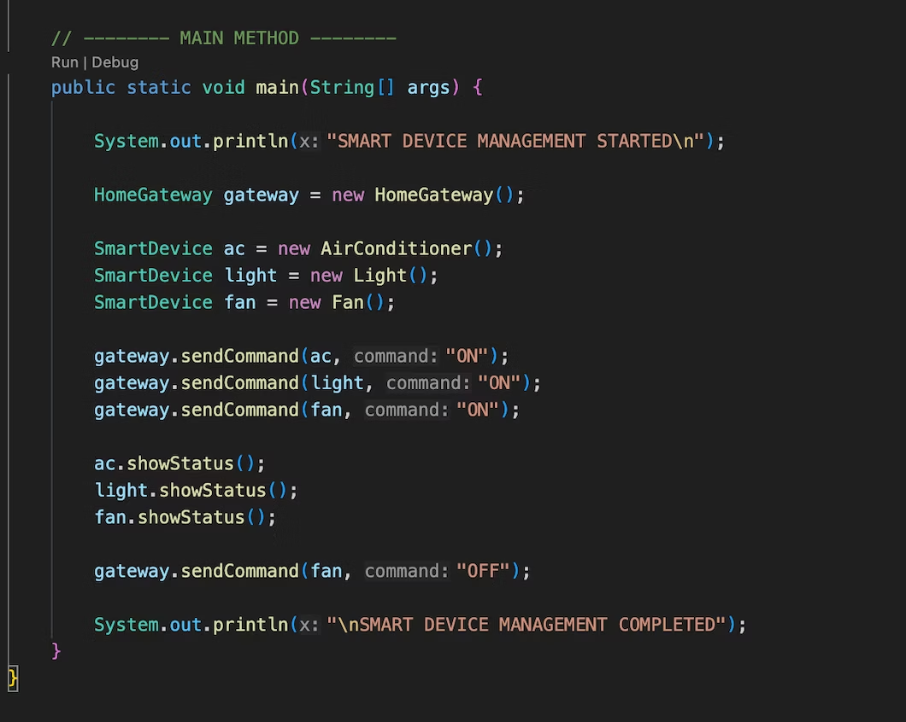 // -------- MAIN METHOD --------
Run | Debug
public static void main(String[] args) {
System.out.println(x: "SMART DEVICE MANAGEMENT STARTED\n");
HomeGateway gateway = new HomeGateway();
SmartDevice ac = new AirConditioner();
SmartDevice light = new Light();
SmartDevice fan = new Fan();
gateway.sendCommand(ac, command: "ON");
gateway.sendCommand(light, command: "ON");
gateway.sendCommand(fan, command: "ON");
ac.showStatus();
light.showStatus();
fan.showStatus();
gateway.sendCommand(fan, command: "OFF");
System.out.println(x: "\nSMART DEVICE MANAGEMENT COMPLETED");
}
}